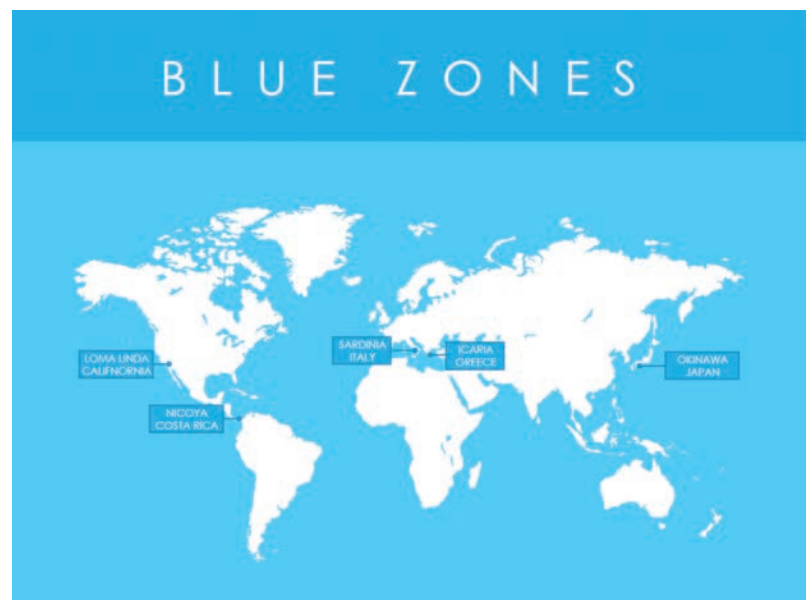 BLUE ZONES
LOMA LINDA
CALIFNORNIA
SARDINIA
ITALY
ICARIA
GREECE
OKINAWA
JAPAN
NICOYA
COSTA RICA